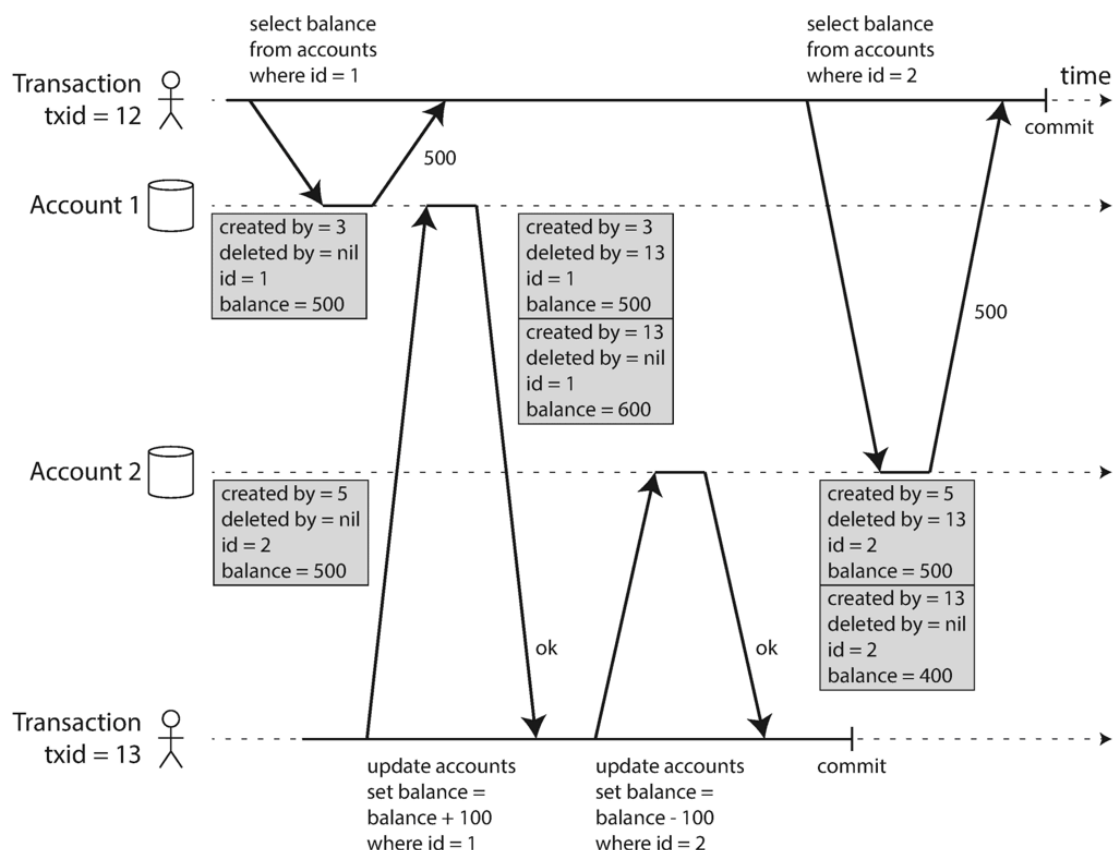 select balance
from accounts
where id = 1
select balance
from accounts
where id = 2
time
Transaction
txid = 12
commit
500
Account 1
created by = 3
deleted by = nil
id = 1
balance = 500
created by = 3
deleted by = 13
id = 1
balance = 500
created by = 13
deleted by = nil
id = 1
balance = 600
500
Account 2
created by = 5
deleted by = nil
id = 2
balance = 500
created by = 5
deleted by = 13
id = 2
balance = 500
created by = 13
deleted by = nil
id = 2
balance = 400
ok
ok
Transaction
txid = 13
commit
update accounts
set balance =
balance + 100
where id = 1
update accounts
set balance =
balance - 100
where id = 2